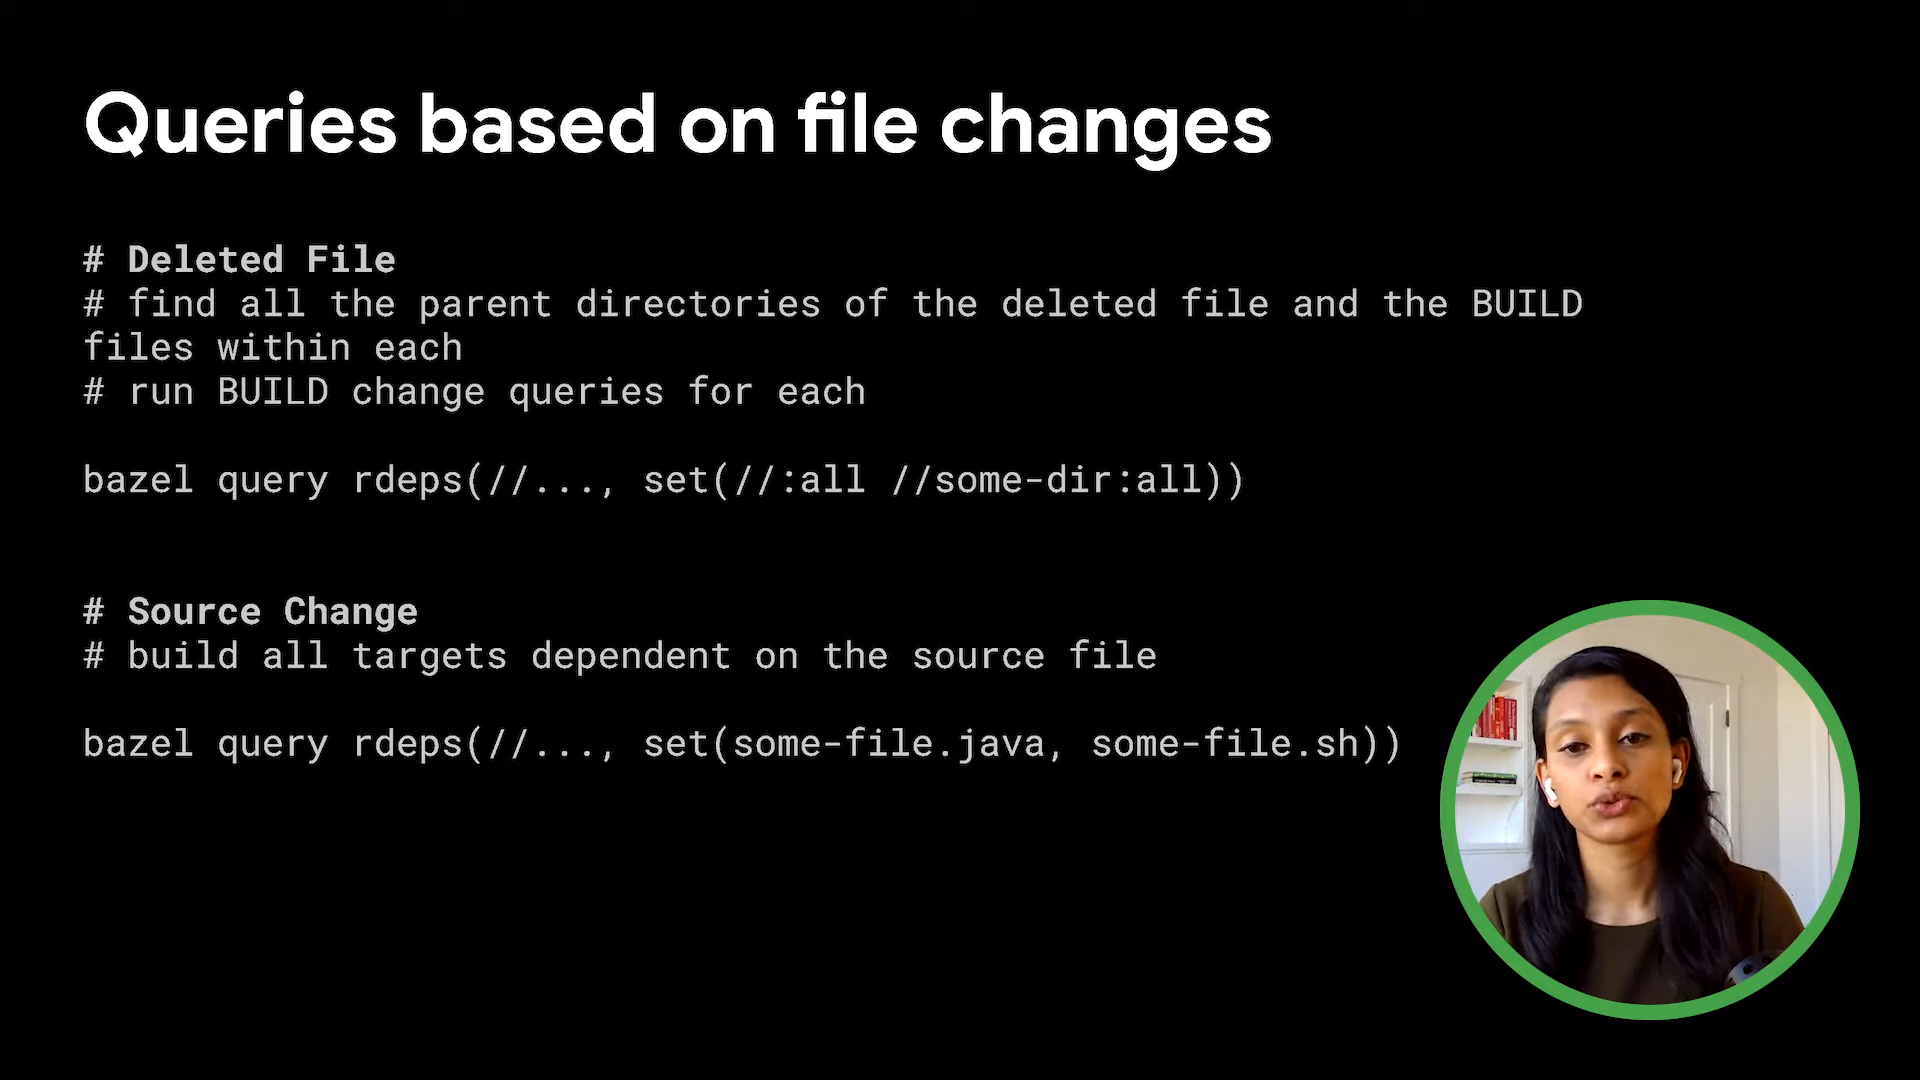 Queries based on file changes
# Deleted File
# find all the parent directories of the deleted file and the BUILD
files within each
# run BUILD change queries for each
bazel query rdeps(//..., set(//:all //some-dir:all))
# Source Change
# build all targets dependent on the source file
bazel query rdeps(//..., set(some-file.java, some-file.sh))